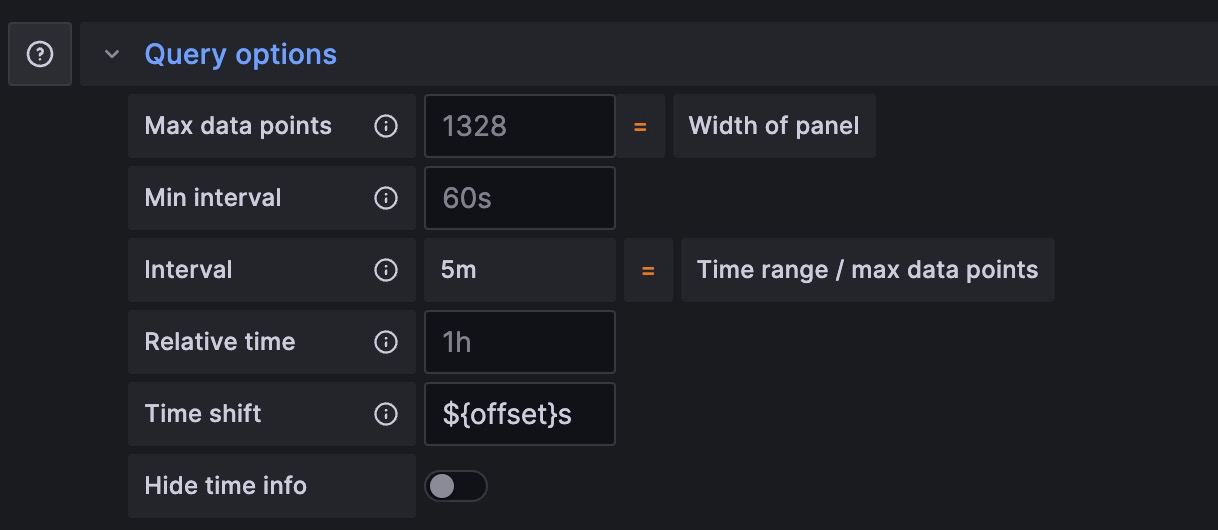 Query options
Max data points 1328 = Width of panel
Min interval 60s
Interval 5m = Time range / max data points
Relative time 1h
Time shift ${offset}s
Hide time info